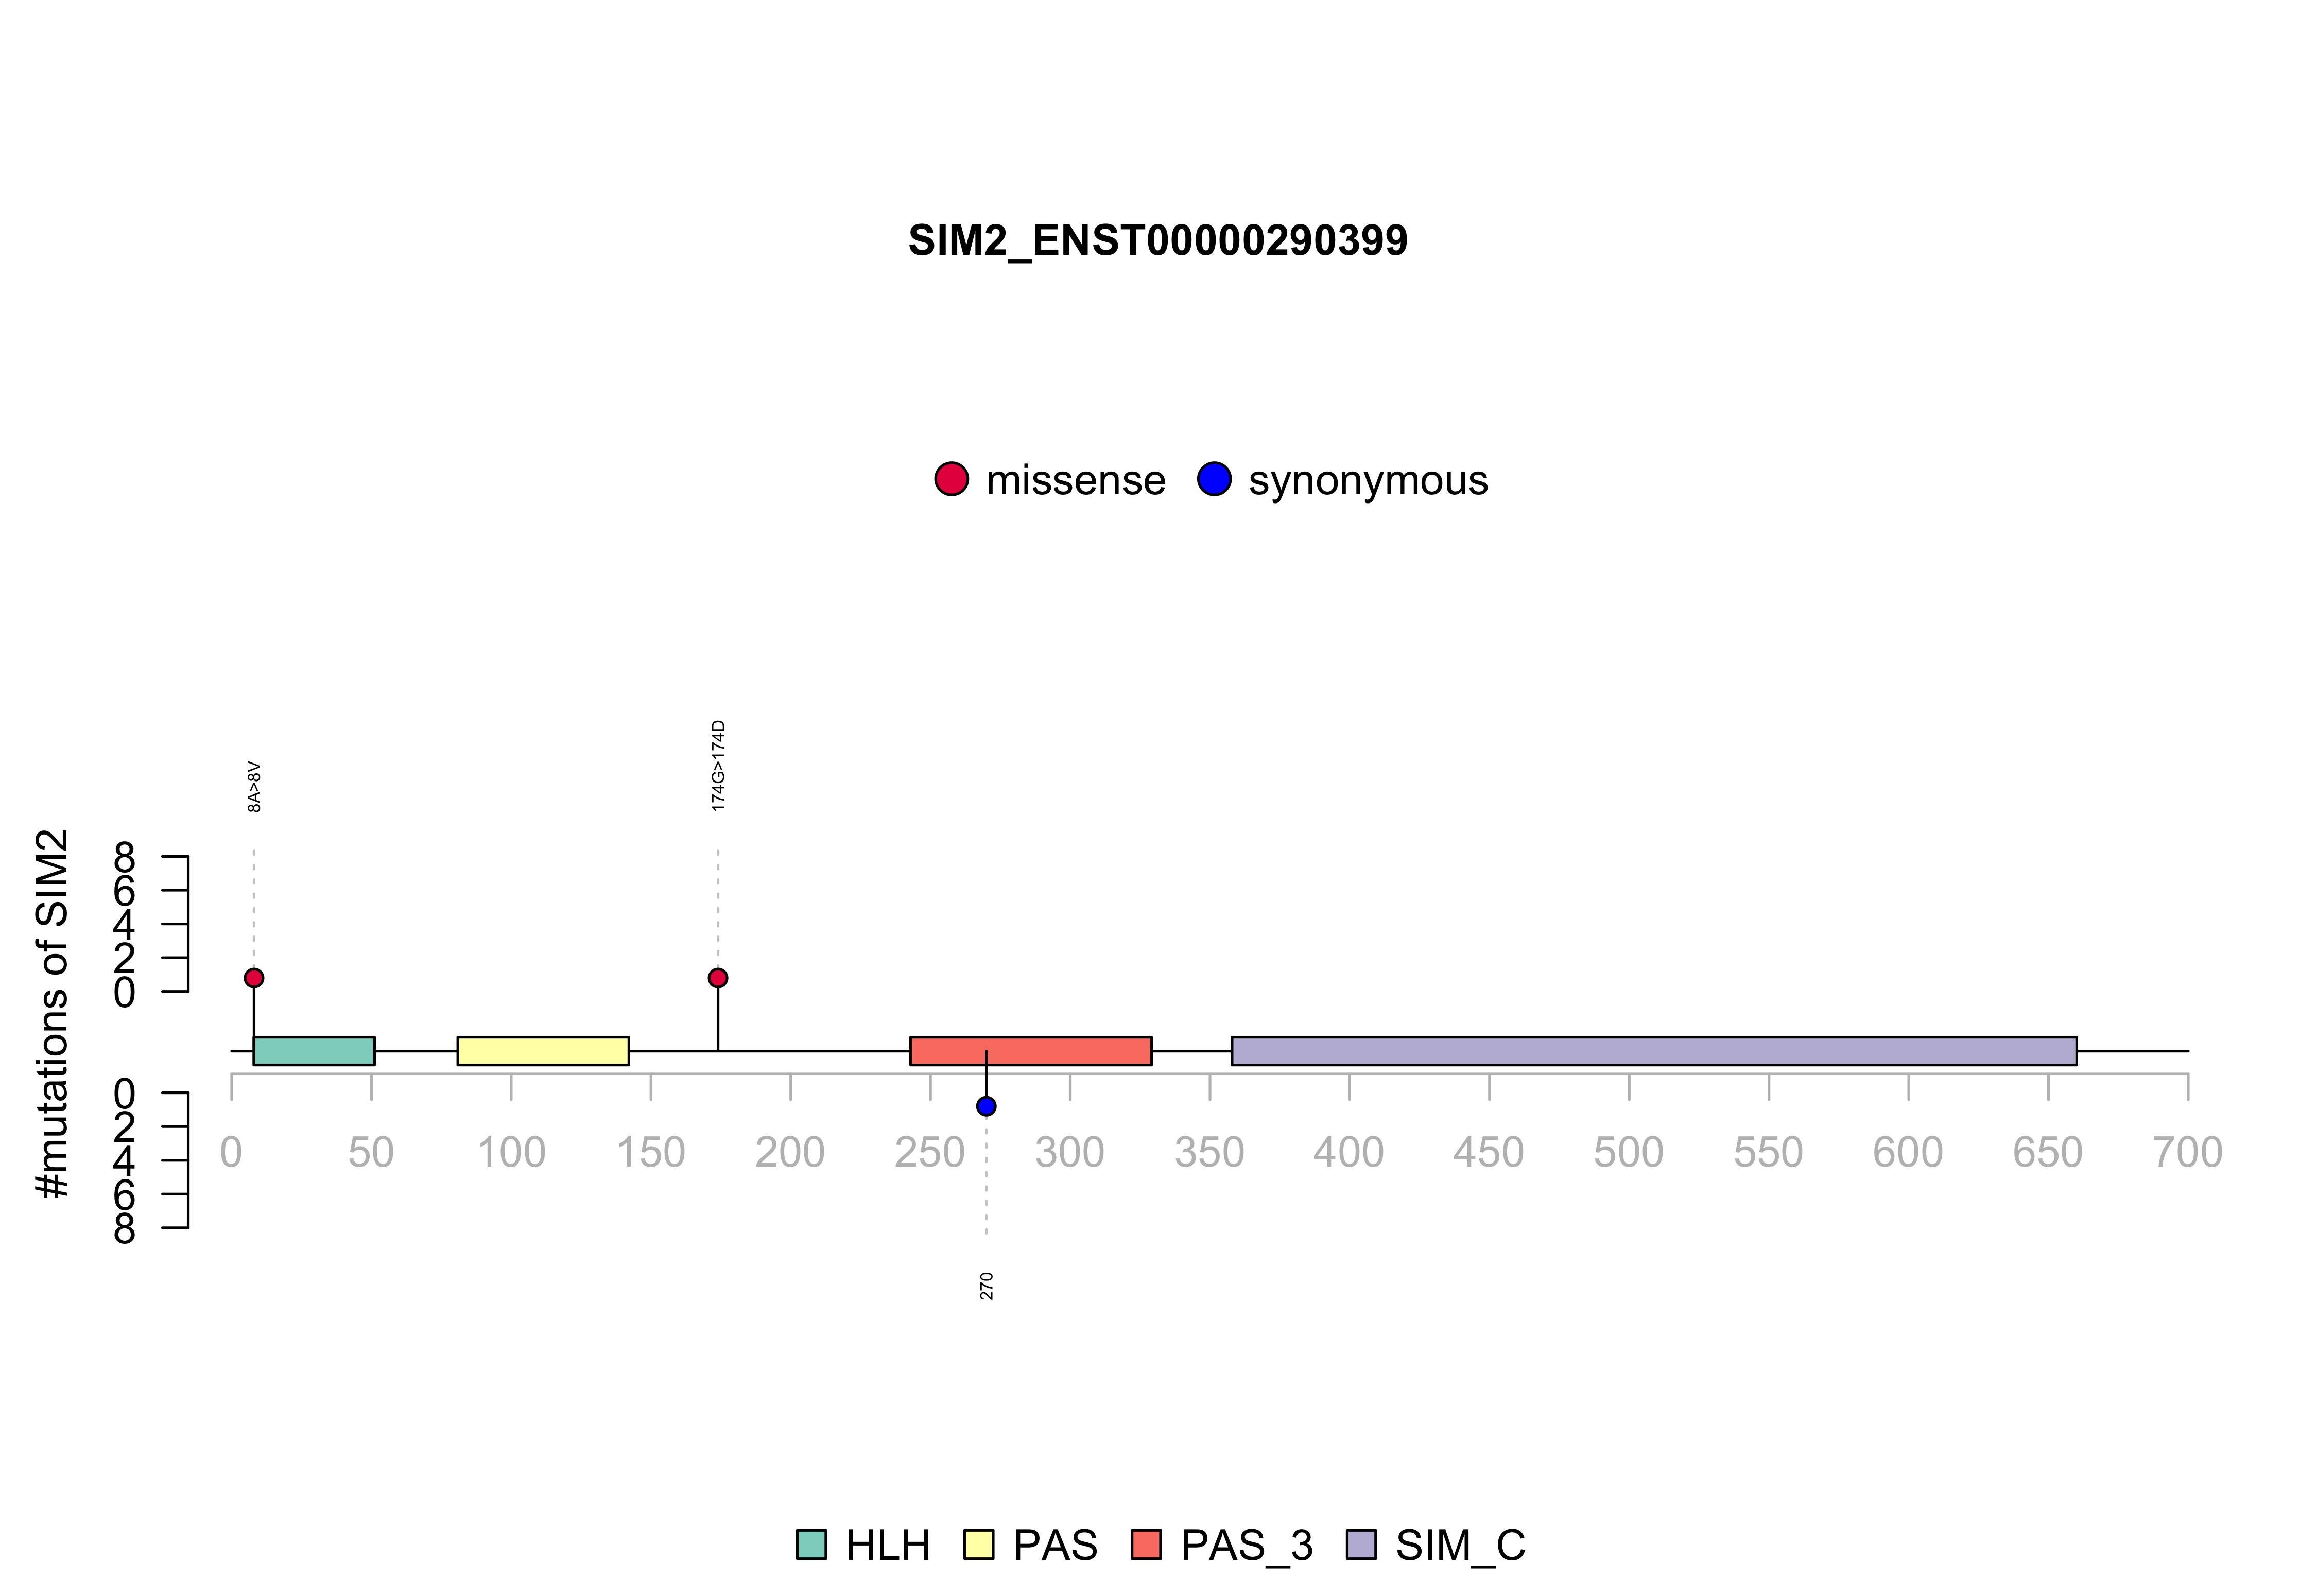 SIM2_ENST00000290399
missense synonymous
8A>8V
174G>174D
#mutations of SIM2
8
6
4
2
0
0
2
4
6
8
0 50 100 150 200 250 300 350 400 450 500 550 600 650 700
270
HLH PAS PAS_3 SIM_C